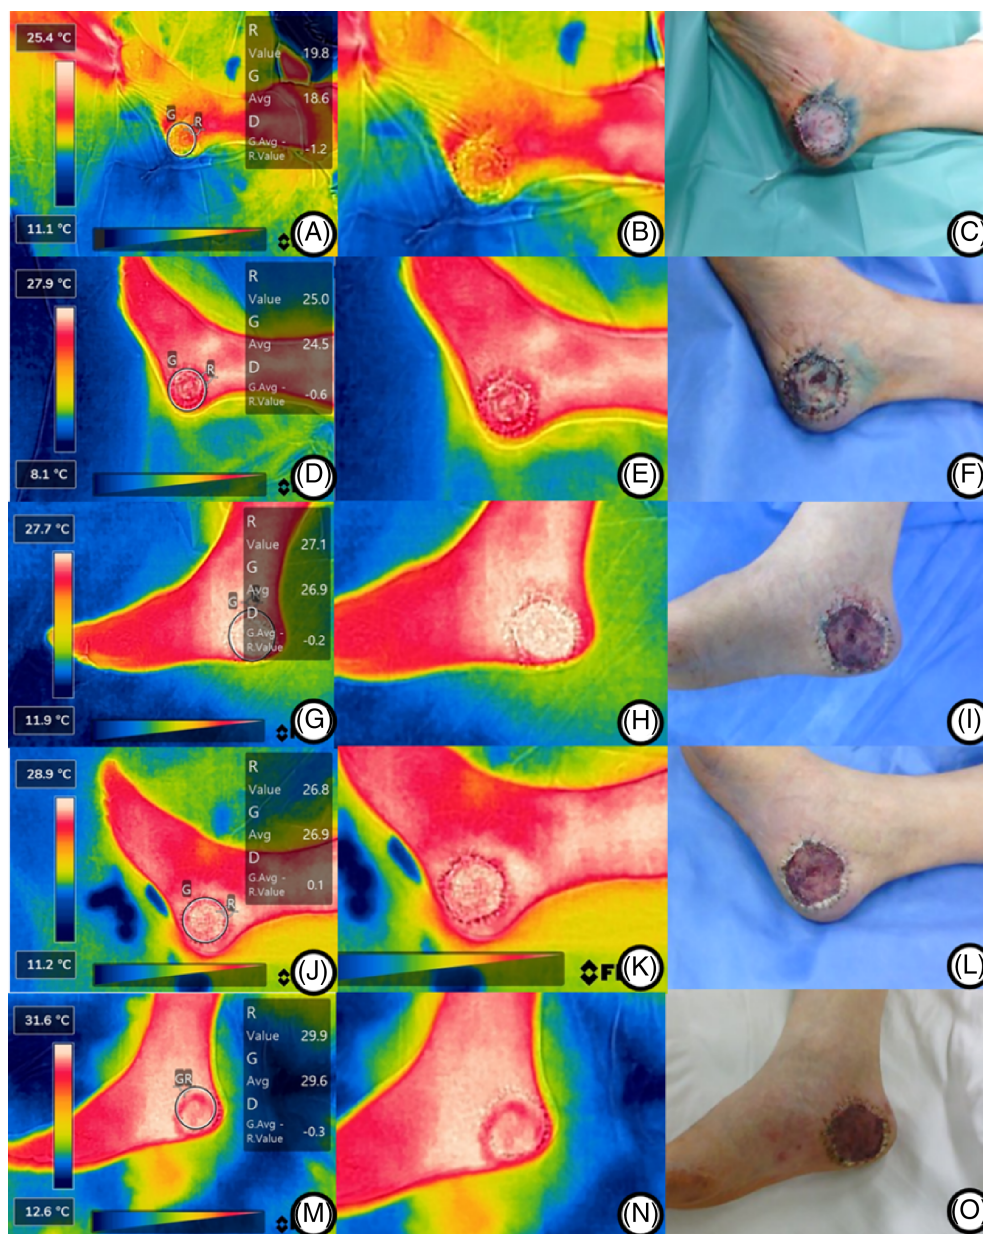 25.4 °C
R
Value 19.8
G
Avg 18.6
D
G.Avg - R.Value -1.2
G R
11.1 °C
(A)
(B)
(C)
27.9 °C
R
Value 25.0
G
Avg 24.5
D
G.Avg - R.Value -0.6
G R
8.1 °C
(D)
(E)
(F)
27.7 °C
R
Value 27.1
G
Avg 26.9
G
D
G.Avg - R.Value -0.2
11.9 °C
(G)
(H)
(I)
28.9 °C
R
Value 26.8
G
Avg 26.9
D
G.Avg - R.Value 0.1
G R
11.2 °C
(J)
(K)
(L)
31.6 °C
R
Value 29.9
G
Avg 29.6
GR
D
G.Avg - R.Value -0.3
12.6 °C
(M)
(N)
(O)